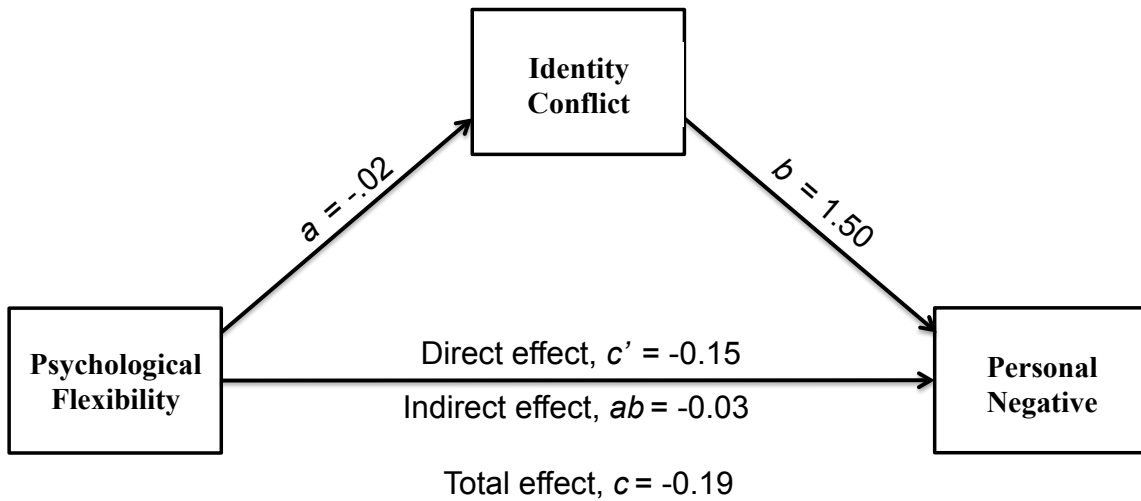 Identity
Conflict
a = -.02
b = 1.50
Psychological
Flexibility
Direct effect, c’ = -0.15
Indirect effect, ab = -0.03
Personal
Negative
Total effect, c = -0.19